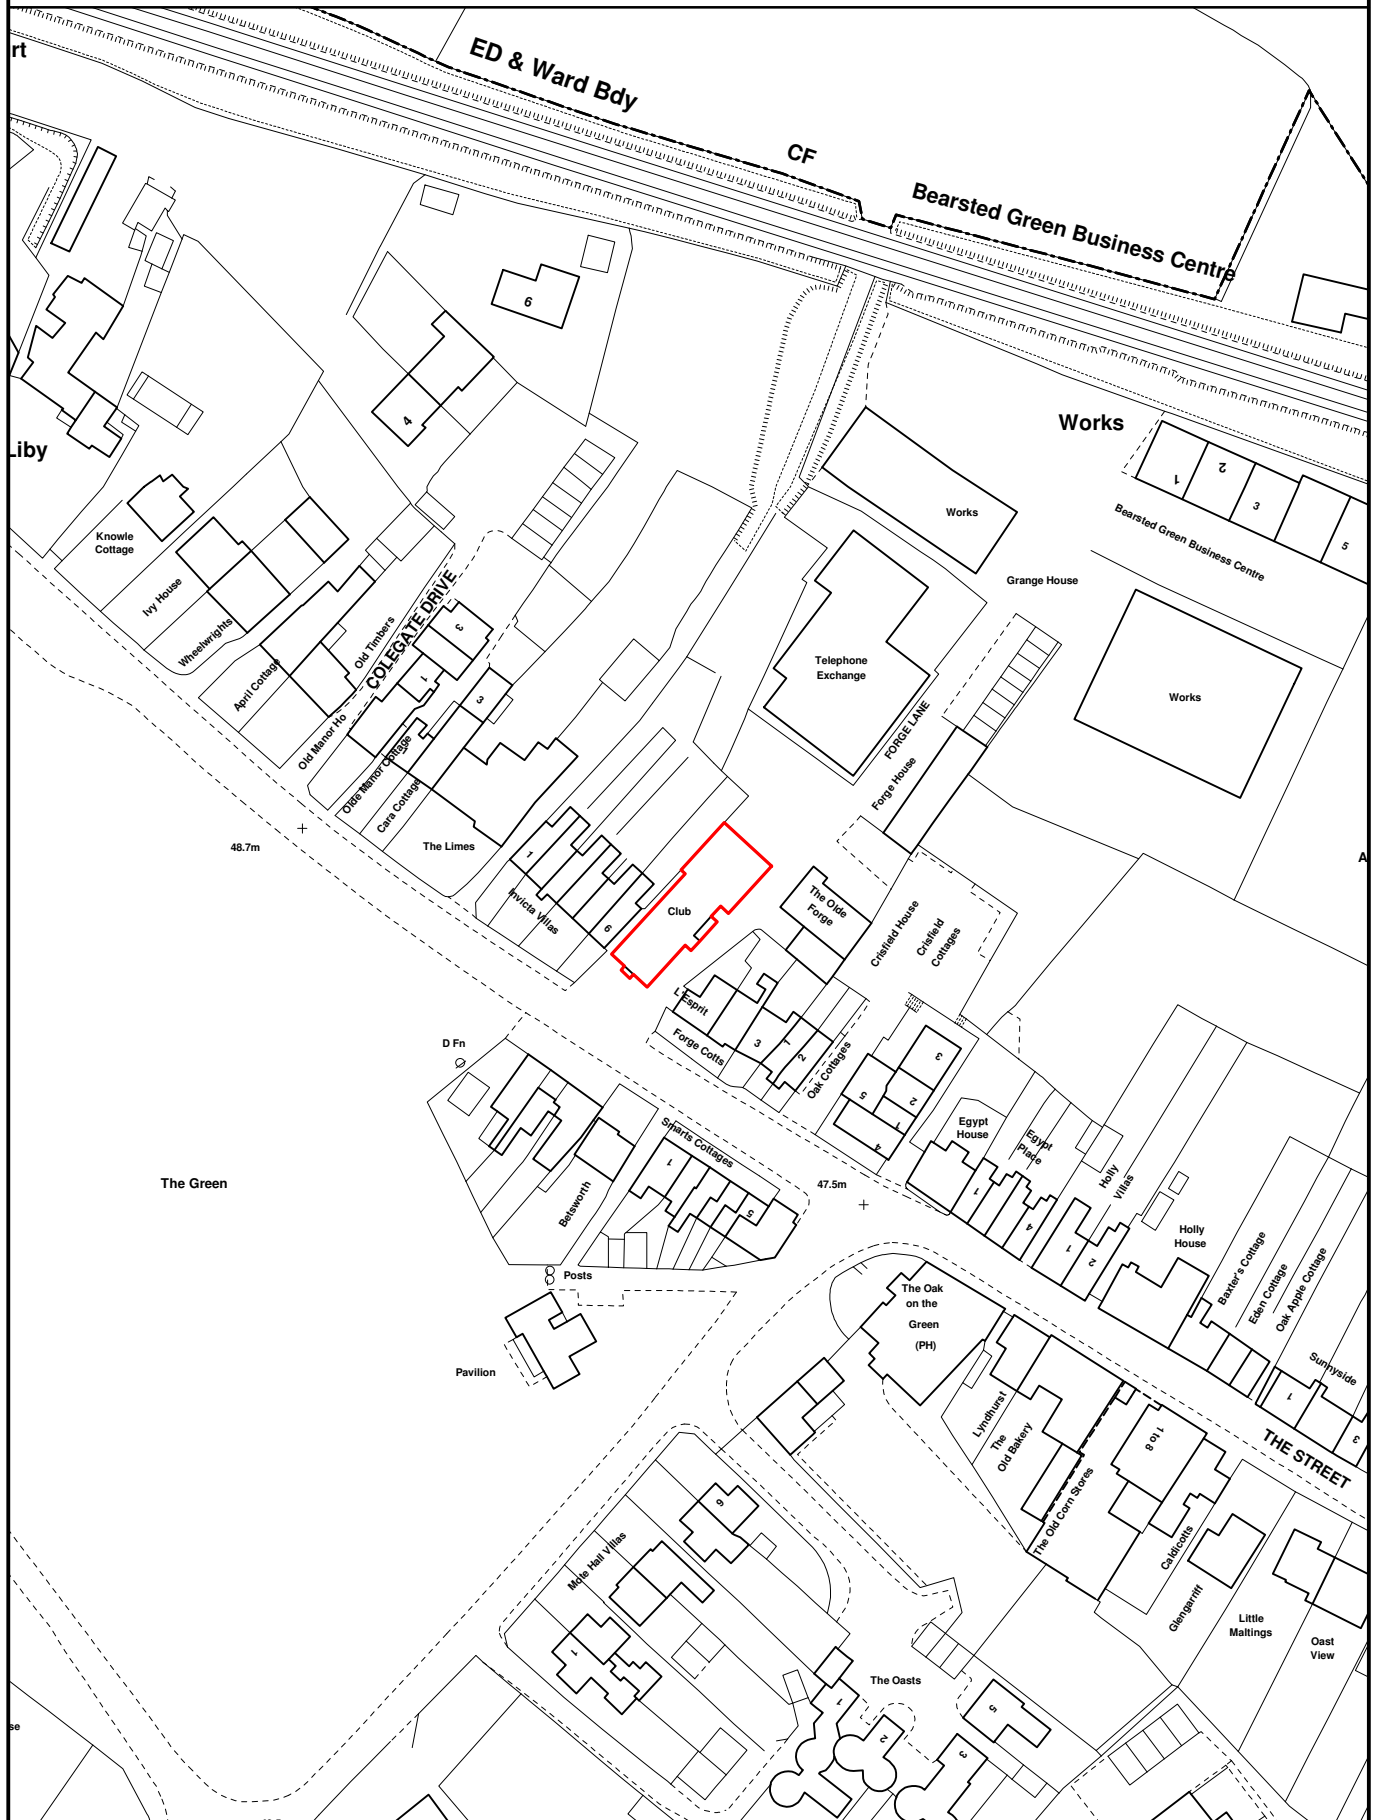 rt
ED & Ward Bdy
CF
Bearsted Green Business Centre
6
4
Works
Liby
1
2
3
5
Works
Bearsted Green Business Centre
Knowle
Cottage
Grange House
Ivy House
Wheelwrights
Old Timbers
COLEGATE DRIVE
3
1
3
Telephone
Exchange
Works
April Cottage
Old Manor Ho
Olde Manor Cottage
Cara Cottage
FORGE LANE
Forge House
48.7m
The Limes
1
Invicta Villas
6
Club
The Olde
Forge
Crisfield House
Crisfield
Cottages
A
L'Esprit
Forge Cotts
3
1
2
Oak Cottages
D Fn
3
5
2
1
4
Egypt
House
Egypt
Place
Smarts Cottages
1
5
Betsworth
The Green
47.5m
1
4
Holly
Villas
1
2
Holly
House
Baxter's Cottage
Eden Cottage
Oak Apple Cottage
Posts
The Oak
on the
Green
(PH)
Pavilion
Sunnyside
1
3
THE STREET
Lyndhurst
The
Old Bakery
1 to 8
The Old Corn Stores
Caldicotts
Glengarriff
Little
Maltings
Oast
View
6
Mote Hall Villas
1
The Oasts
1
2
3
5
se